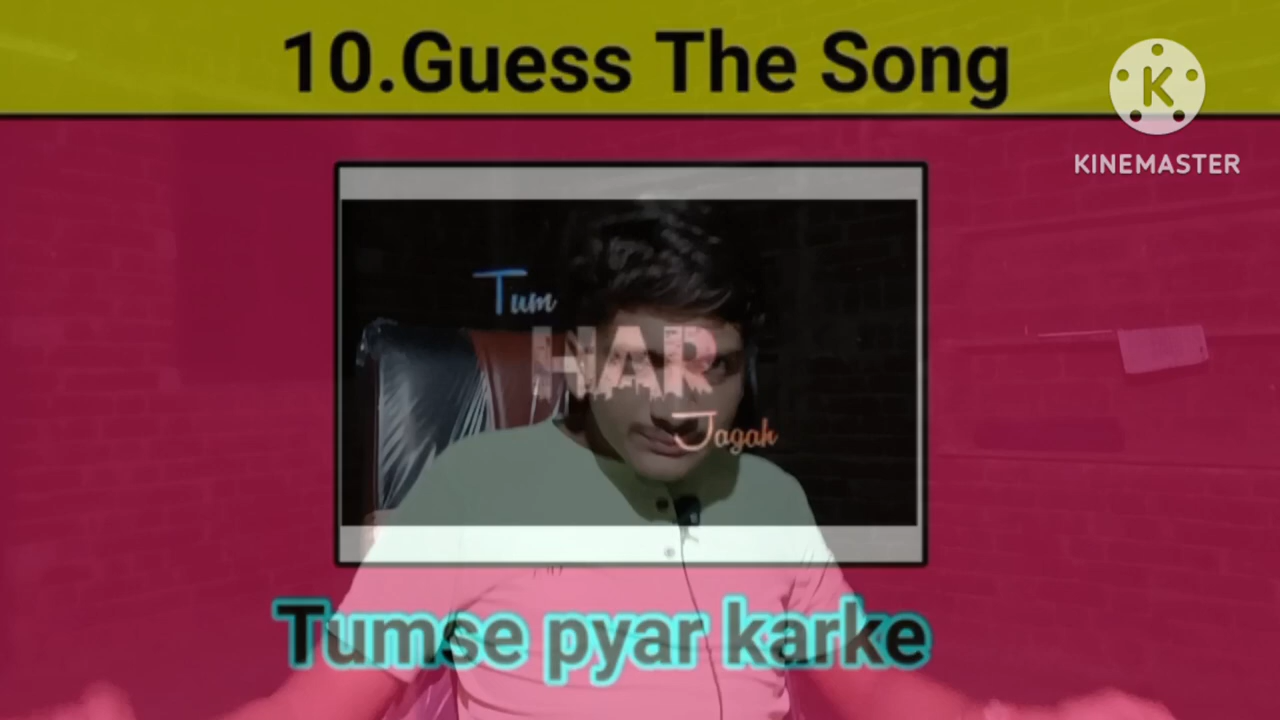 10.Guess The Song
KINEMASTER
Tum
HAR
Jagah
Tumse pyar karke